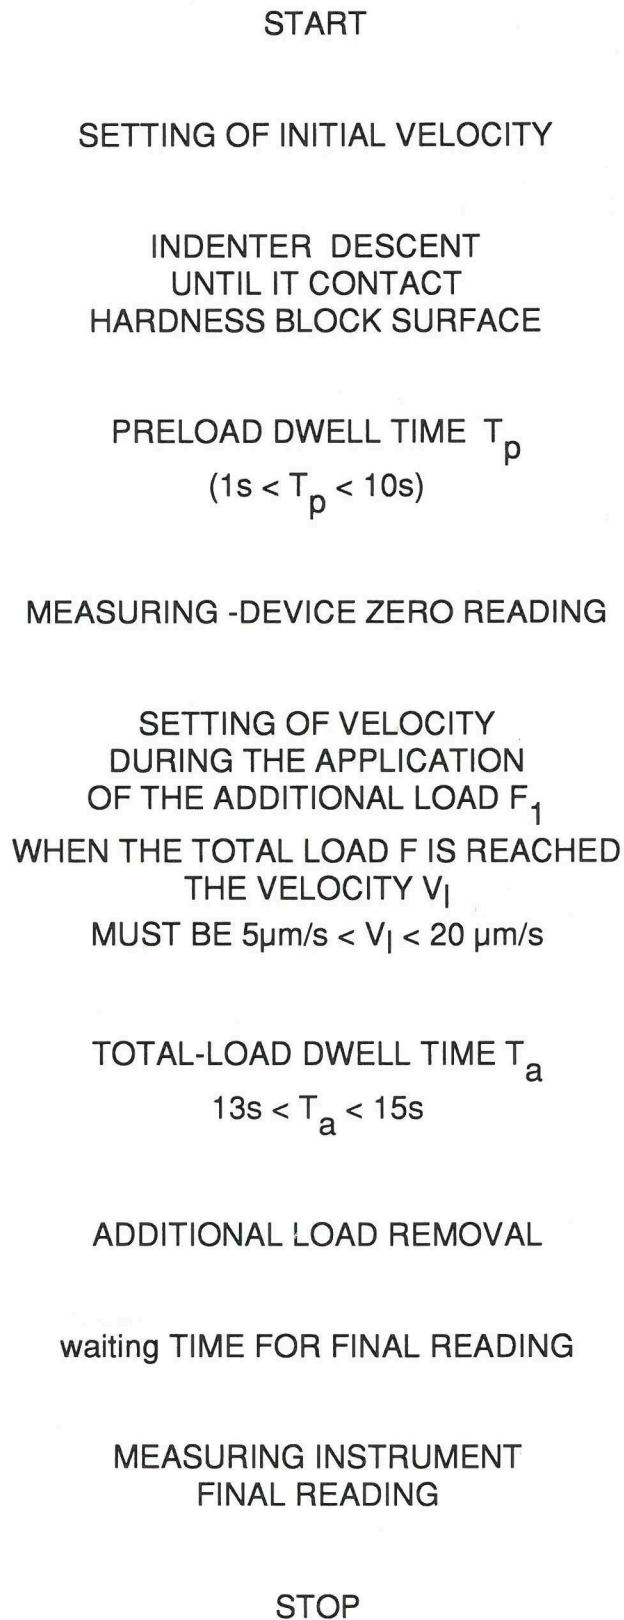 START
SETTING OF INITIAL VELOCITY
INDENTER DESCENT
UNTIL IT CONTACT
HARDNESS BLOCK SURFACE
PRELOAD DWELL TIME Tp
(1s < Tp < 10s)
MEASURING -DEVICE ZERO READING
SETTING OF VELOCITY
DURING THE APPLICATION
OF THE ADDITIONAL LOAD F1
WHEN THE TOTAL LOAD F IS REACHED
THE VELOCITY VI
MUST BE 5µm/s < VI < 20 µm/s
TOTAL-LOAD DWELL TIME Ta
13s < Ta < 15s
ADDITIONAL LOAD REMOVAL
waiting TIME FOR FINAL READING
MEASURING INSTRUMENT
FINAL READING
STOP